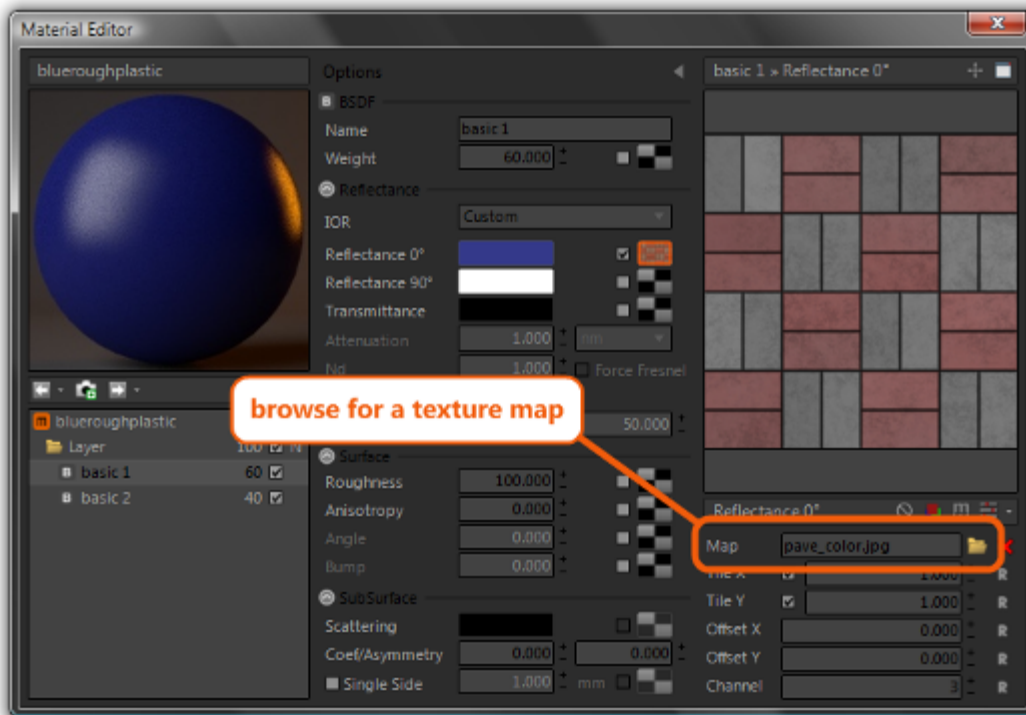 Material Editor
blueroughplastic
Options
basic 1 » Reflectance 0°
B BSDF
Name basic 1
Weight 60.000
Reflectance
IOR Custom
Reflectance 0°
Reflectance 90°
Transmittance
Attenuation 1.000 nm
Nd 1.000 Force Fresnel
browse for a texture map
50.000
m blueroughplastic
Layer 100 N
B basic 1 60
B basic 2 40
Surface
Roughness 100.000
Anisotropy 0.000
Angle 0.000
Bump 0.000
SubSurface
Scattering
Coef/Asymmetry 0.000 0.000
Single Side 1.000 mm
Reflectance 0°
Map pave_color.jpg
Tile X 1.000 R
Tile Y 1.000 R
Offset X 0.000 R
Offset Y 0.000 R
Channel 3 R